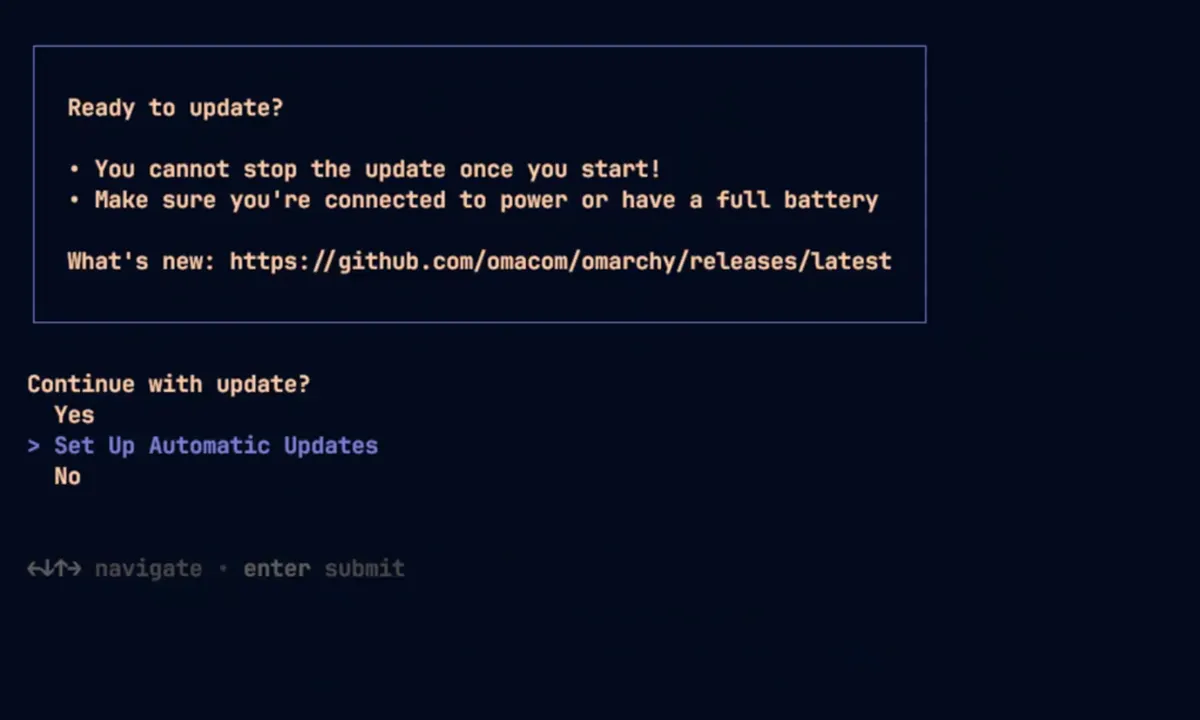 Ready to update?
• You cannot stop the update once you start!
• Make sure you're connected to power or have a full battery
What's new: https://github.com/omacom/omarchy/releases/latest
Continue with update?
Yes
> Set Up Automatic Updates
No
←↓↑→ navigate • enter submit